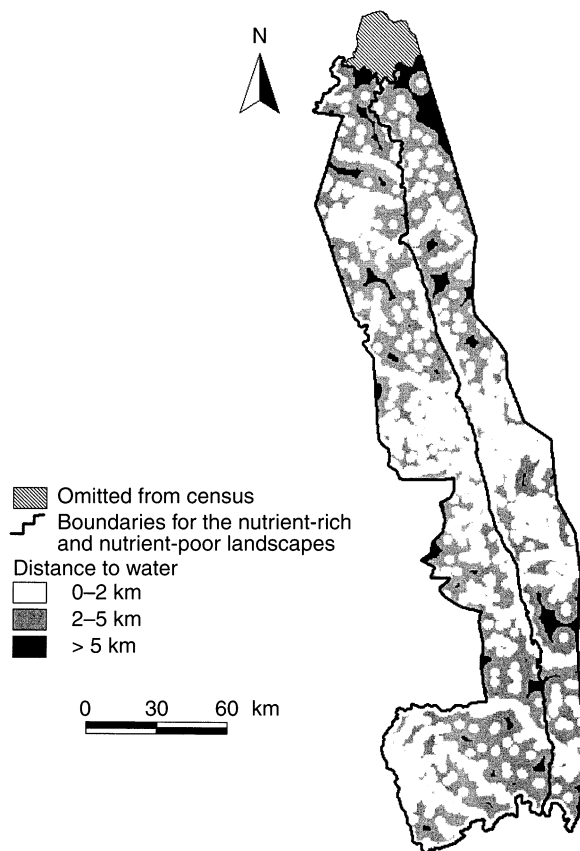 N
Omitted from census
Boundaries for the nutrient-rich
and nutrient-poor landscapes
Distance to water
0–2 km
2–5 km
> 5 km
0 30 60 km